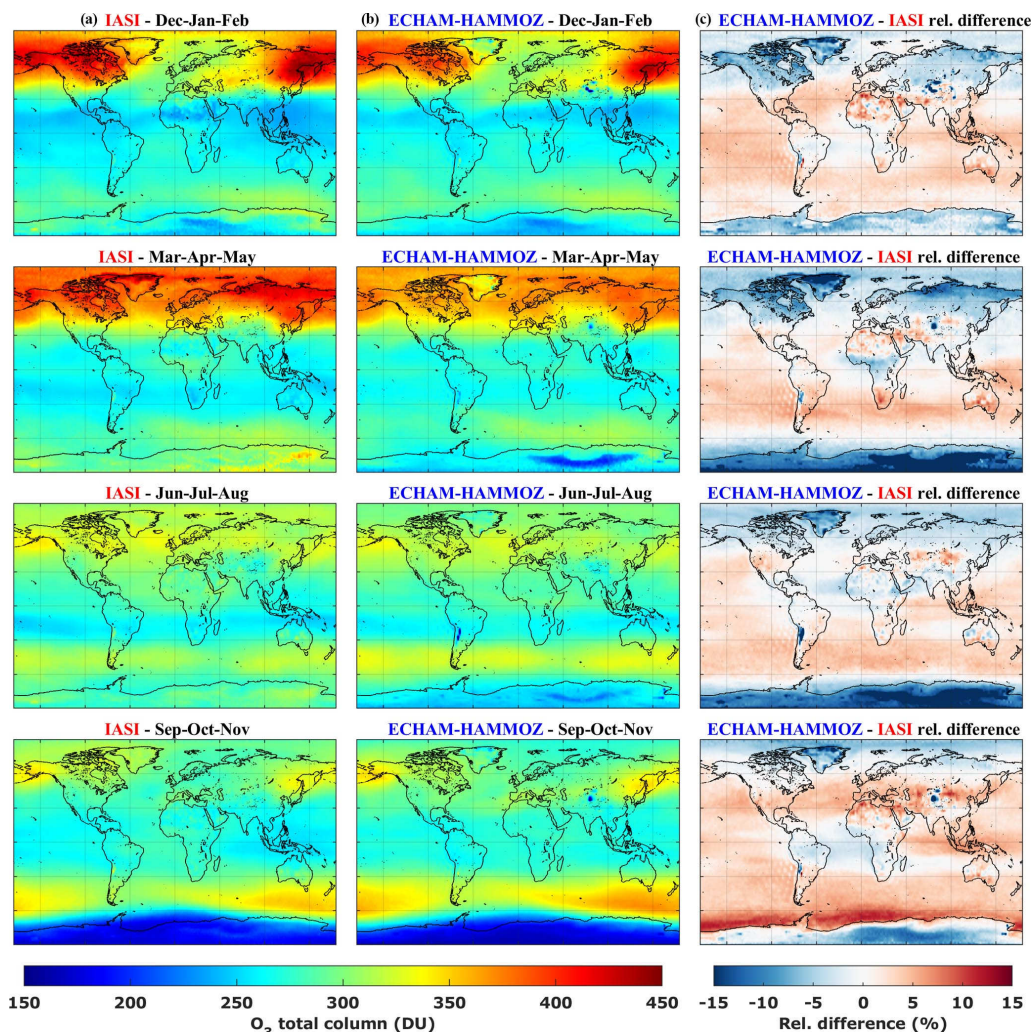 (a) IASI - Dec-Jan-Feb
(b) ECHAM-HAMMOZ - Dec-Jan-Feb
(c) ECHAM-HAMMOZ - IASI rel. difference
IASI - Mar-Apr-May
ECHAM-HAMMOZ - Mar-Apr-May
ECHAM-HAMMOZ - IASI rel. difference
IASI - Jun-Jul-Aug
ECHAM-HAMMOZ - Jun-Jul-Aug
ECHAM-HAMMOZ - IASI rel. difference
IASI - Sep-Oct-Nov
ECHAM-HAMMOZ - Sep-Oct-Nov
ECHAM-HAMMOZ - IASI rel. difference
150 200 250 300 350 400 450
O₃ total column (DU)
-15 -10 -5 0 5 10 15
Rel. difference (%)